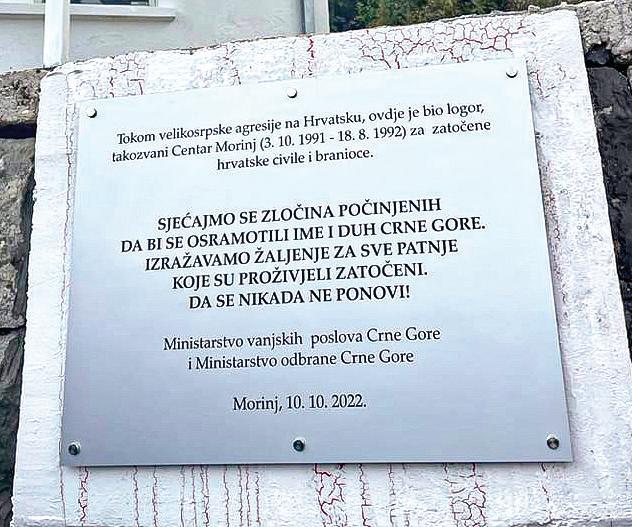 Tokom velikosrpske agresije na Hrvatsku, ovdje je bio logor,
takozvani Centar Morinj (3. 10. 1991 - 18. 8. 1992) za zatočene
hrvatske civile i branioce.
SJEĆAJMO SE ZLOČINA POČINJENIH
DA BI SE OSRAMOTILI IME I DUH CRNE GORE.
IZRAŽAVAMO ŽALJENJE ZA SVE PATNJE
KOJE SU PROŽIVJELI ZATOČENI.
DA SE NIKADA NE PONOVI!
Ministarstvo vanjskih poslova Crne Gore
i Ministarstvo odbrane Crne Gore
Morinj, 10. 10. 2022.